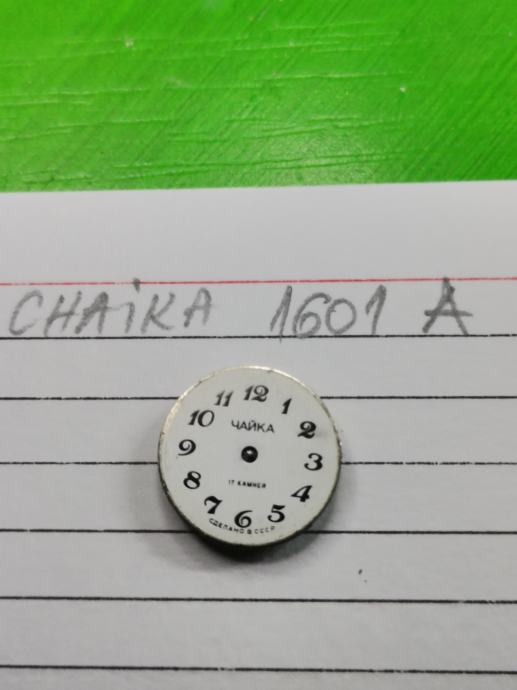 CHAiKA 1601 A
11 12 1
10 2
ЧАЙКА
9 3
17 КАМНЕЙ
8 4
7 6 5
СДЕЛАНО В СССР